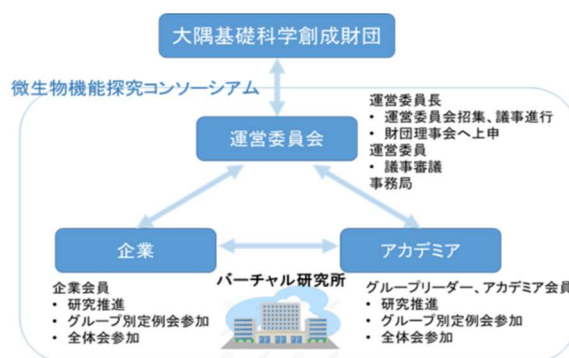 大隅基礎科学創成財団
微生物機能探究コンソーシアム
運営委員会
運営委員長
• 運営委員会招集、議事進行
• 財団理事会へ上申
運営委員
• 議事審議
事務局
企業
アカデミア
バーチャル研究所
企業会員
• 研究推進
• グループ別定例会参加
• 全体会参加
グループリーダー、アカデミア会員
• 研究推進
• グループ別定例会参加
• 全体会参加